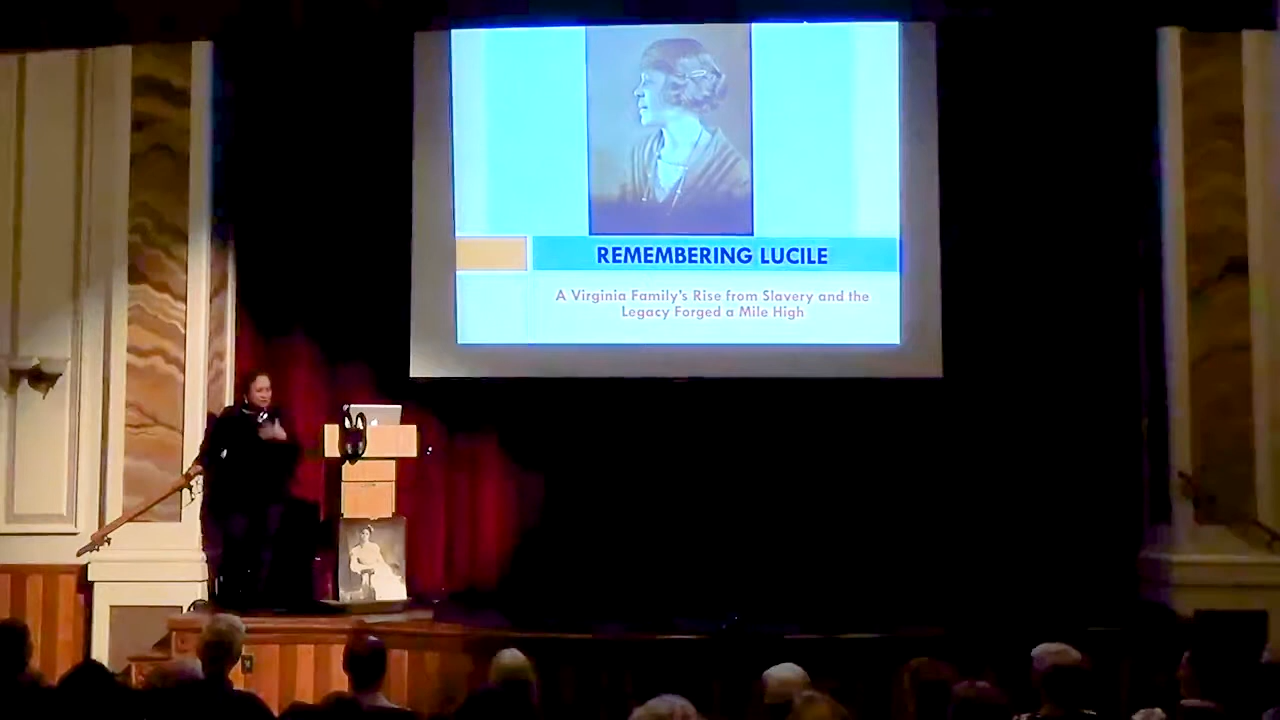 REMEMBERING LUCILE
A Virginia Family's Rise from Slavery and the
Legacy Forged a Mile High